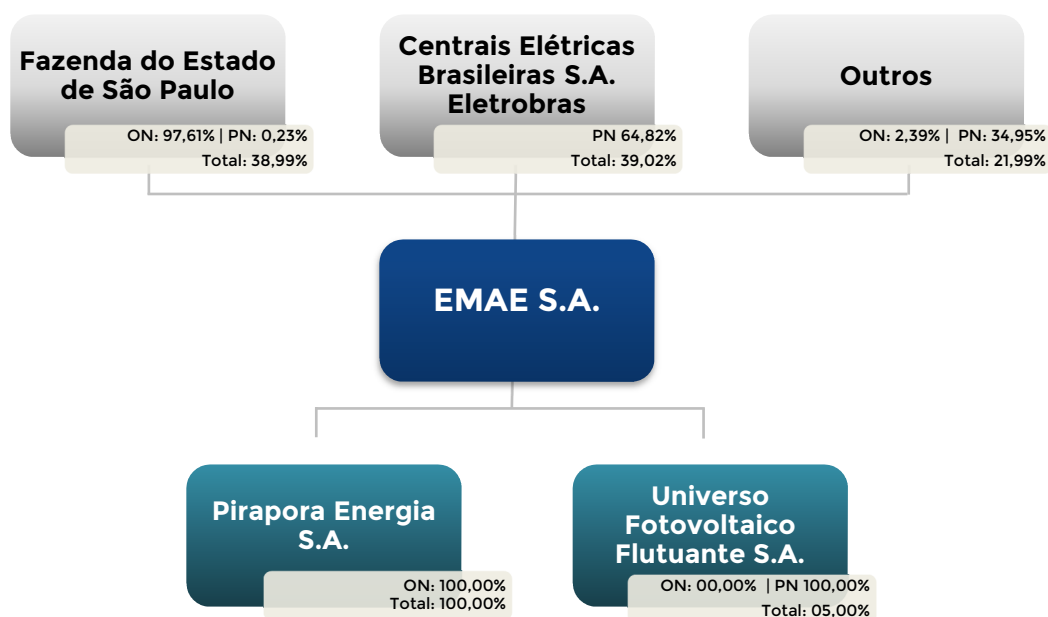 Fazenda do Estado
de São Paulo
ON: 97,61% | PN: 0,23%
Total: 38,99%
Centrais Elétricas
Brasileiras S.A.
Eletrobras
PN 64,82%
Total: 39,02%
Outros
ON: 2,39% | PN: 34,95%
Total: 21,99%
EMAE S.A.
Pirapora Energia
S.A.
ON: 100,00%
Total: 100,00%
Universo
Fotovoltaico
Flutuante S.A.
ON: 00,00% | PN 100,00%
Total: 05,00%